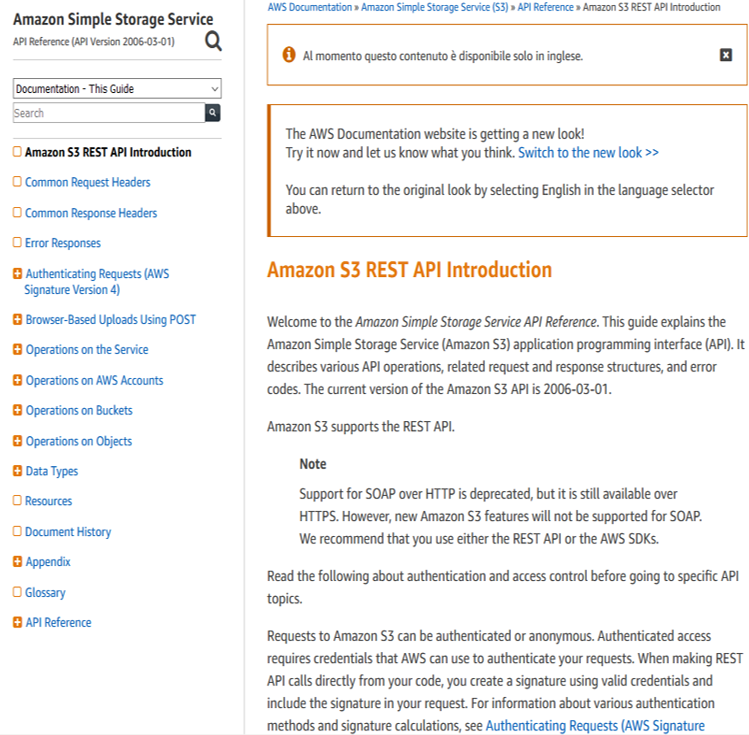 Amazon Simple Storage Service
API Reference (API Version 2006-03-01)
Documentation - This Guide
Search
Amazon S3 REST API Introduction
Common Request Headers
Common Response Headers
Error Responses
Authenticating Requests (AWS
Signature Version 4)
Browser-Based Uploads Using POST
Operations on the Service
Operations on AWS Accounts
Operations on Buckets
Operations on Objects
Data Types
Resources
Document History
Appendix
Glossary
API Reference
AWS Documentation » Amazon Simple Storage Service (S3) » API Reference » Amazon S3 REST API Introduction
Al momento questo contenuto è disponibile solo in inglese.
The AWS Documentation website is getting a new look!
Try it now and let us know what you think. Switch to the new look >>
You can return to the original look by selecting English in the language selector
above.
Amazon S3 REST API Introduction
Welcome to the Amazon Simple Storage Service API Reference. This guide explains the
Amazon Simple Storage Service (Amazon S3) application programming interface (API). It
describes various API operations, related request and response structures, and error
codes. The current version of the Amazon S3 API is 2006-03-01.
Amazon S3 supports the REST API.
Note
Support for SOAP over HTTP is deprecated, but it is still available over
HTTPS. However, new Amazon S3 features will not be supported for SOAP.
We recommend that you use either the REST API or the AWS SDKs.
Read the following about authentication and access control before going to specific API
topics.
Requests to Amazon S3 can be authenticated or anonymous. Authenticated access
requires credentials that AWS can use to authenticate your requests. When making REST
API calls directly from your code, you create a signature using valid credentials and
include the signature in your request. For information about various authentication
methods and signature calculations, see Authenticating Requests (AWS Signature